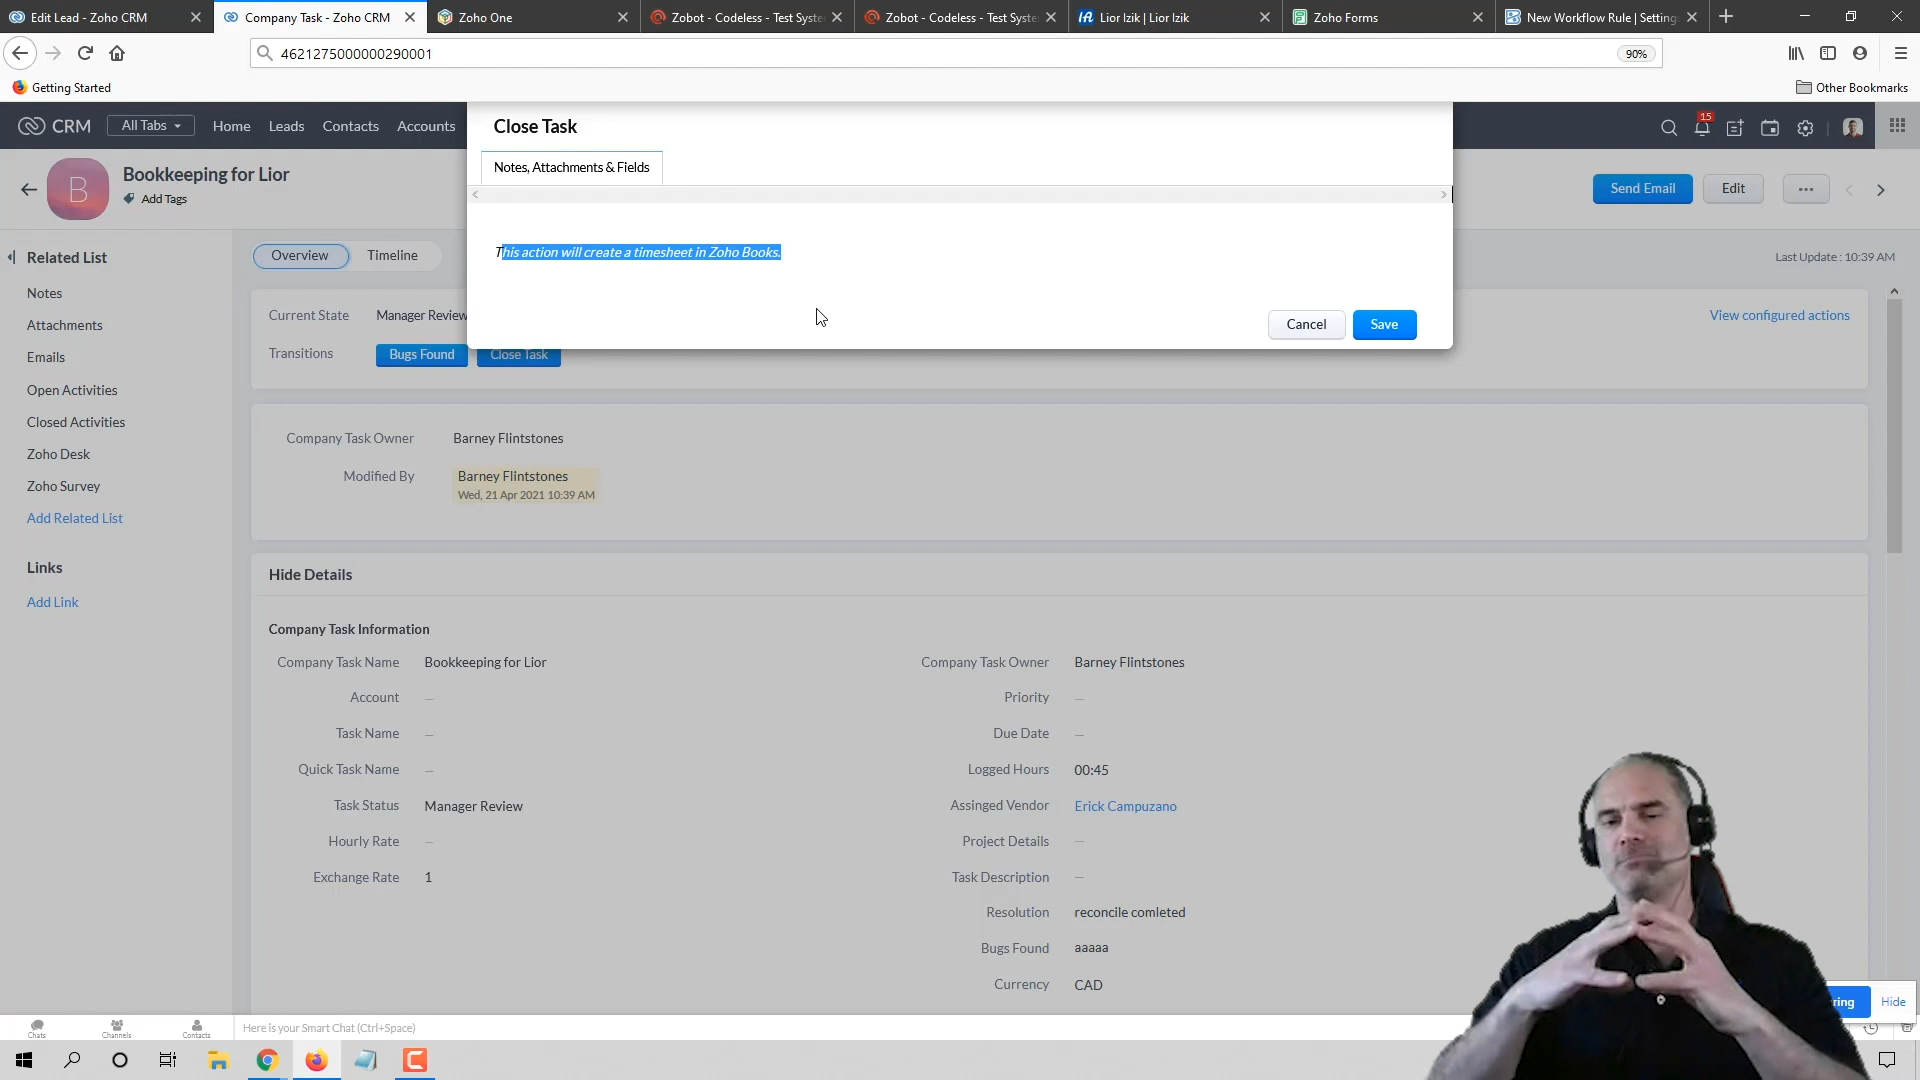 Edit Lead - Zoho CRM
Company Task - Zoho CRM
Zoho One
Zobot - Codeless - Test Syste
Zobot - Codeless - Test Syste
Lior Izik | Lior Izik
Zoho Forms
New Workflow Rule | Setting
4621275000000290001
90%
Getting Started
Other Bookmarks
CRM
All Tabs
Home
Leads
Contacts
Accounts
15
Close Task
Notes, Attachments & Fields
This action will create a timesheet in Zoho Books.
Cancel
Save
B
Bookkeeping for Lior
Add Tags
Send Email
Edit
Related List
Notes
Attachments
Emails
Open Activities
Closed Activities
Zoho Desk
Zoho Survey
Add Related List
Links
Add Link
Overview
Timeline
Last Update : 10:39 AM
Current State
Manager Review
View configured actions
Transitions
Bugs Found
Close Task
Company Task Owner
Barney Flintstones
Modified By
Barney Flintstones
Wed, 21 Apr 2021 10:39 AM
Hide Details
Company Task Information
Company Task Name
Bookkeeping for Lior
Company Task Owner
Barney Flintstones
Account
—
Priority
—
Task Name
—
Due Date
—
Quick Task Name
—
Logged Hours
00:45
Task Status
Manager Review
Assinged Vendor
Erick Campuzano
Hourly Rate
—
Project Details
—
Exchange Rate
1
Task Description
—
Resolution
reconcile comleted
Bugs Found
aaaaa
Currency
CAD
ring
Hide
Chats
Channels
Contacts
Here is your Smart Chat (Ctrl+Space)